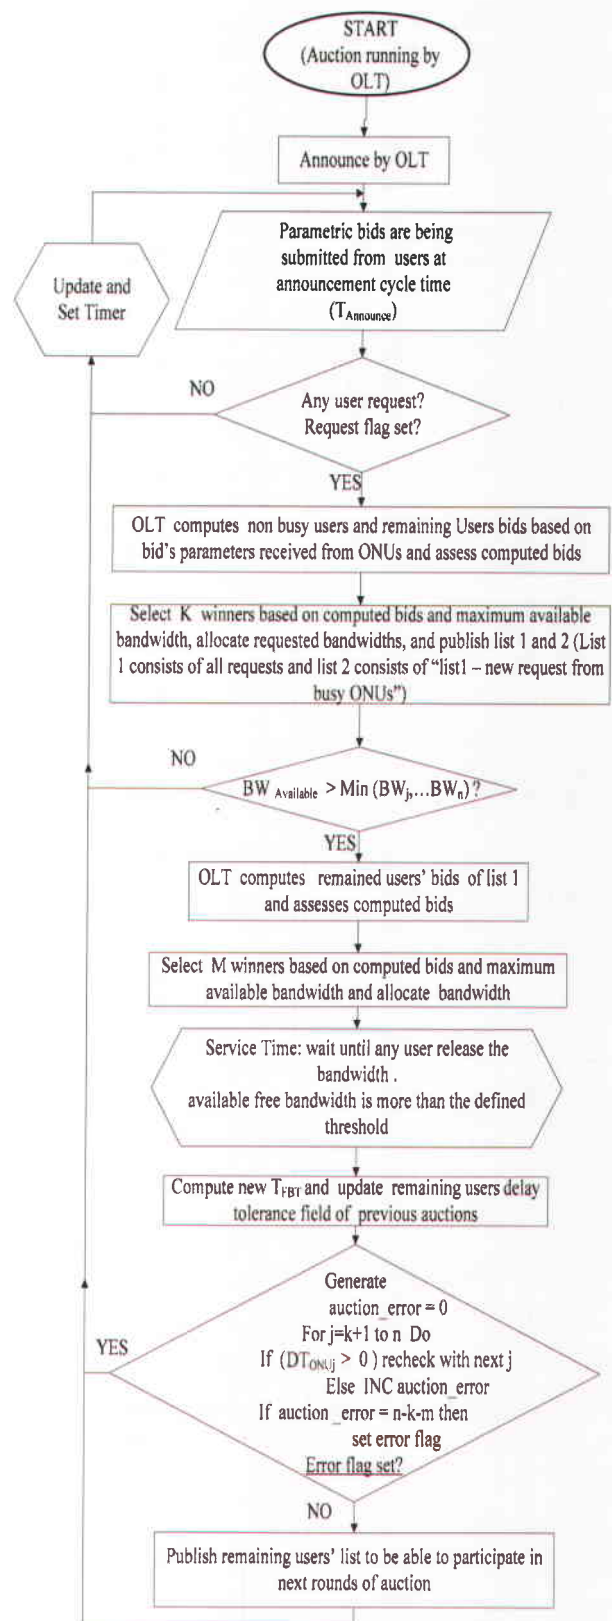 START
(Auction running by
OLT)
Announce by OLT
Parametric bids are being
submitted from users at
announcement cycle time
(TAnnounce)
Update and
Set Timer
NO
Any user request?
Request flag set?
YES
OLT computes non busy users and remaining Users bids based on
bid's parameters received from ONUs and assess computed bids
Select K winners based on computed bids and maximum available
bandwidth, allocate requested bandwidths, and publish list 1 and 2 (List
1 consists of all requests and list 2 consists of "list1 – new request from
busy ONUs")
NO
BW Available > Min (BWj,...BWn)?
YES
OLT computes remained users' bids of list 1
and assesses computed bids
Select M winners based on computed bids and maximum
available bandwidth and allocate bandwidth
Service Time: wait until any user release the
bandwidth .
available free bandwidth is more than the defined
threshold
Compute new TFBT and update remaining users delay
tolerance field of previous auctions
Generate
auction_error = 0
YES
For j=k+1 to n Do
If (DTONUj > 0 ) recheck with next j
Else INC auction_error
If auction_error = n-k-m then
set error flag
Error flag set?
NO
Publish remaining users' list to be able to participate in
next rounds of auction